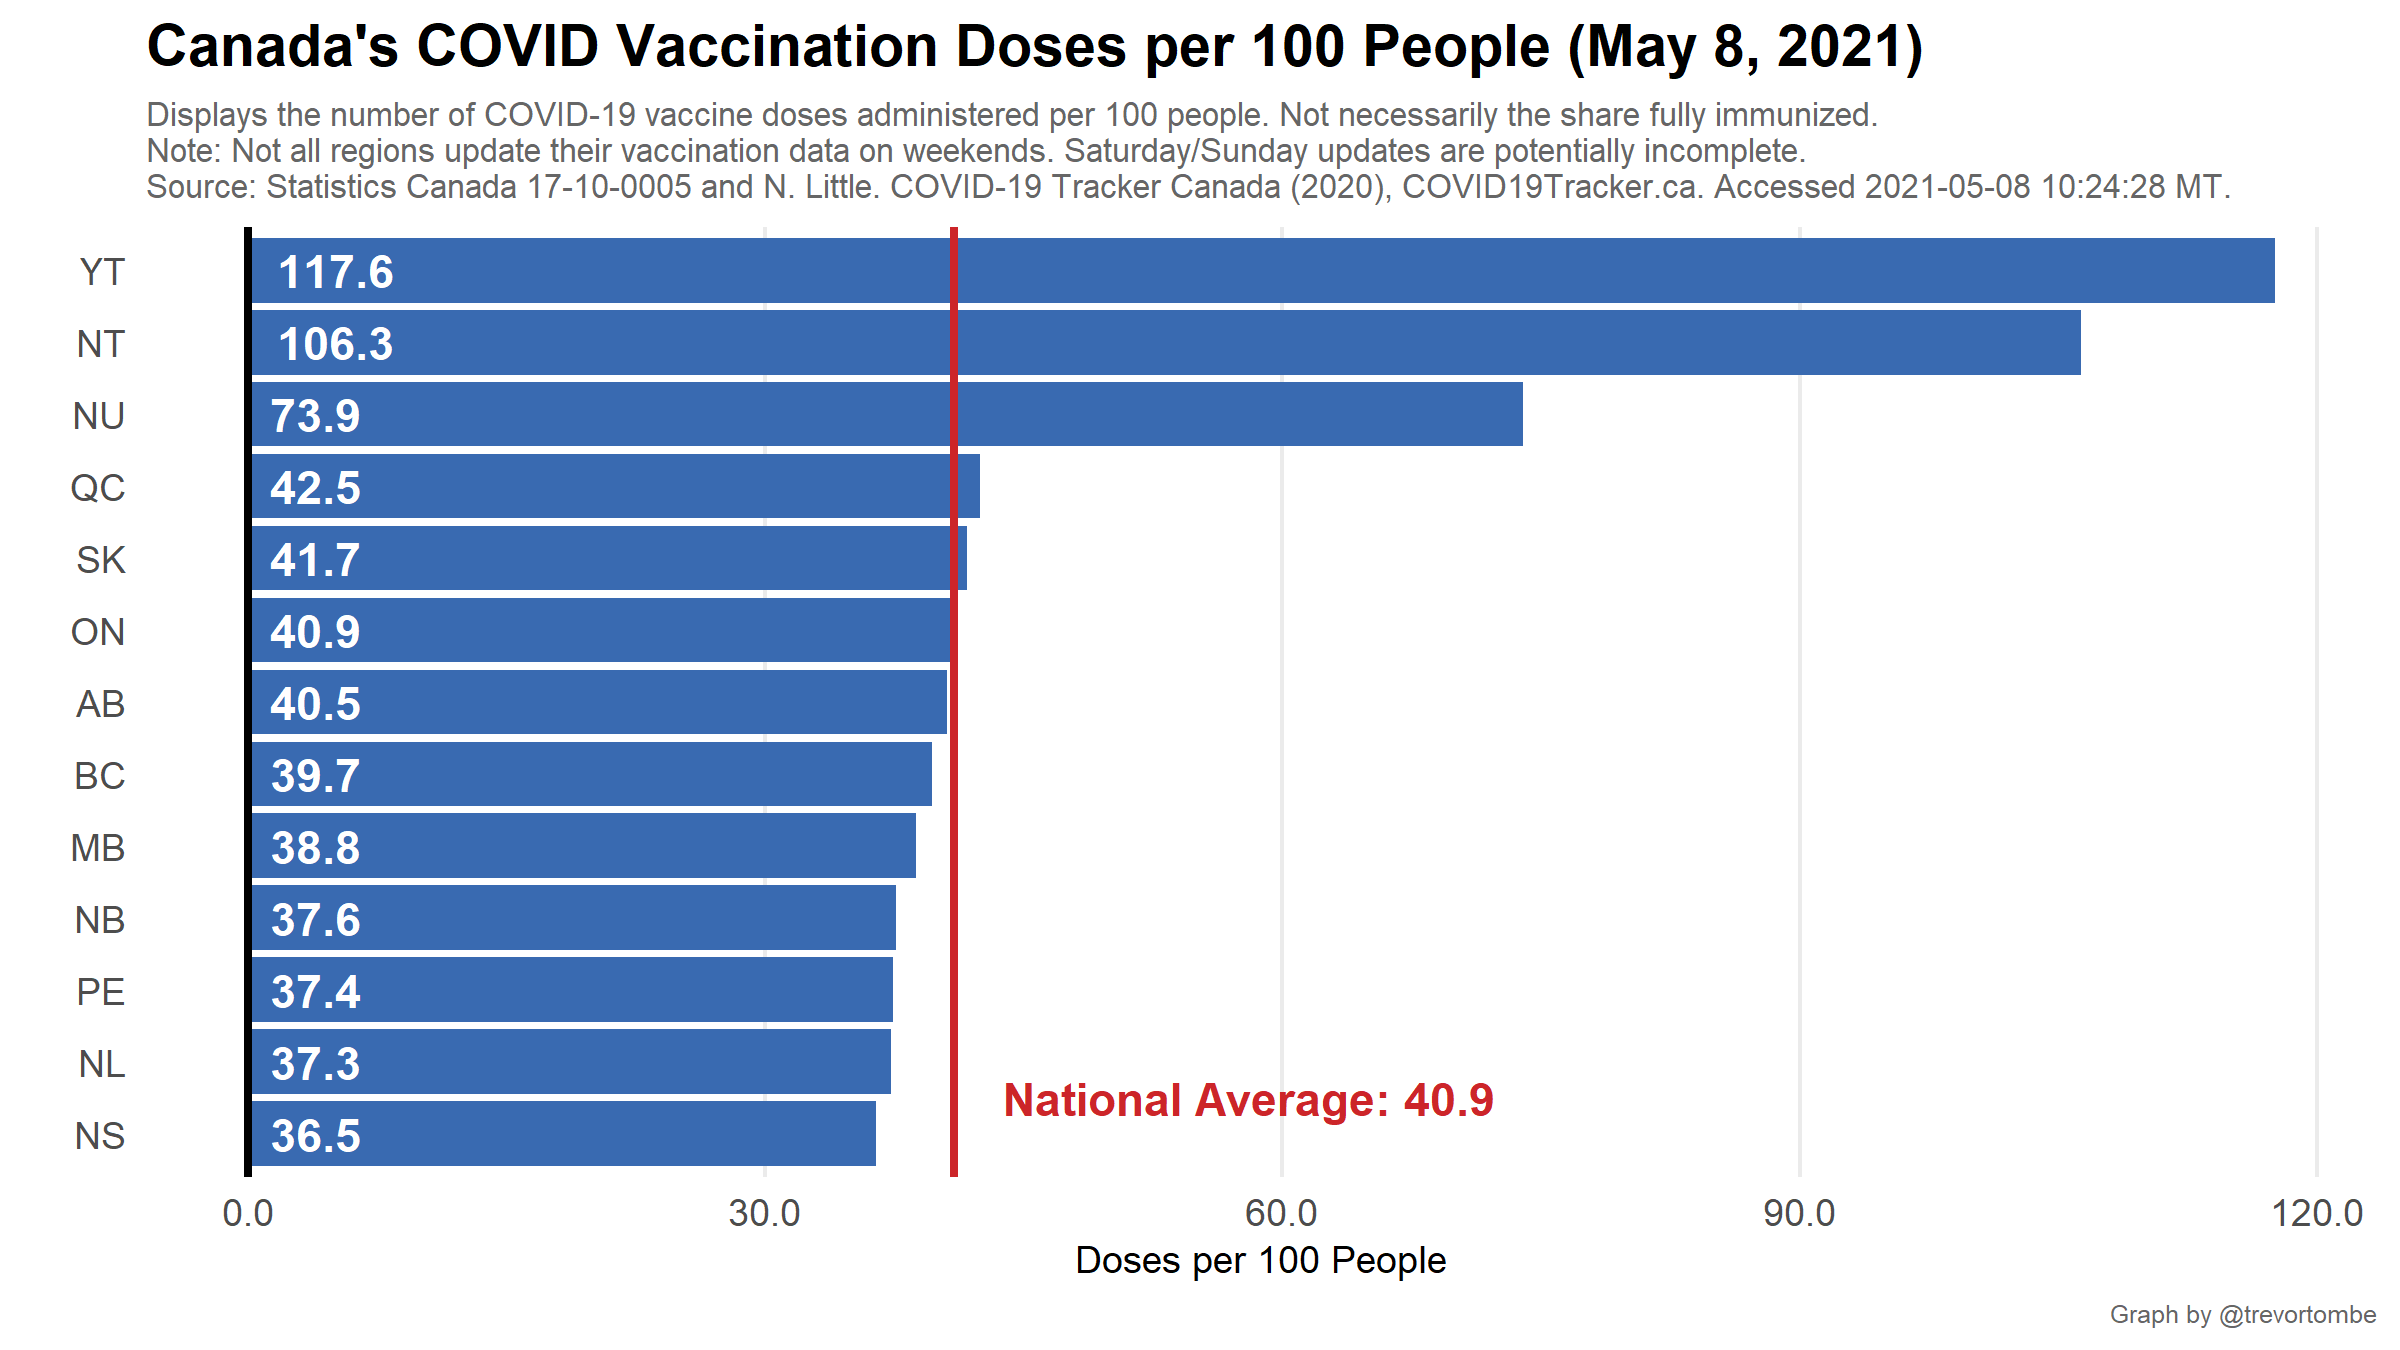 Canada's COVID Vaccination Doses per 100 People (May 8, 2021)
Displays the number of COVID-19 vaccine doses administered per 100 people. Not necessarily the share fully immunized.
Note: Not all regions update their vaccination data on weekends. Saturday/Sunday updates are potentially incomplete.
Source: Statistics Canada 17-10-0005 and N. Little. COVID-19 Tracker Canada (2020), COVID19Tracker.ca. Accessed 2021-05-08 10:24:28 MT.
YT 117.6
NT 106.3
NU 73.9
QC 42.5
SK 41.7
ON 40.9
AB 40.5
BC 39.7
MB 38.8
NB 37.6
PE 37.4
NL 37.3
National Average: 40.9
NS 36.5
0.0 30.0 60.0 90.0 120.0
Doses per 100 People
Graph by @trevortombe